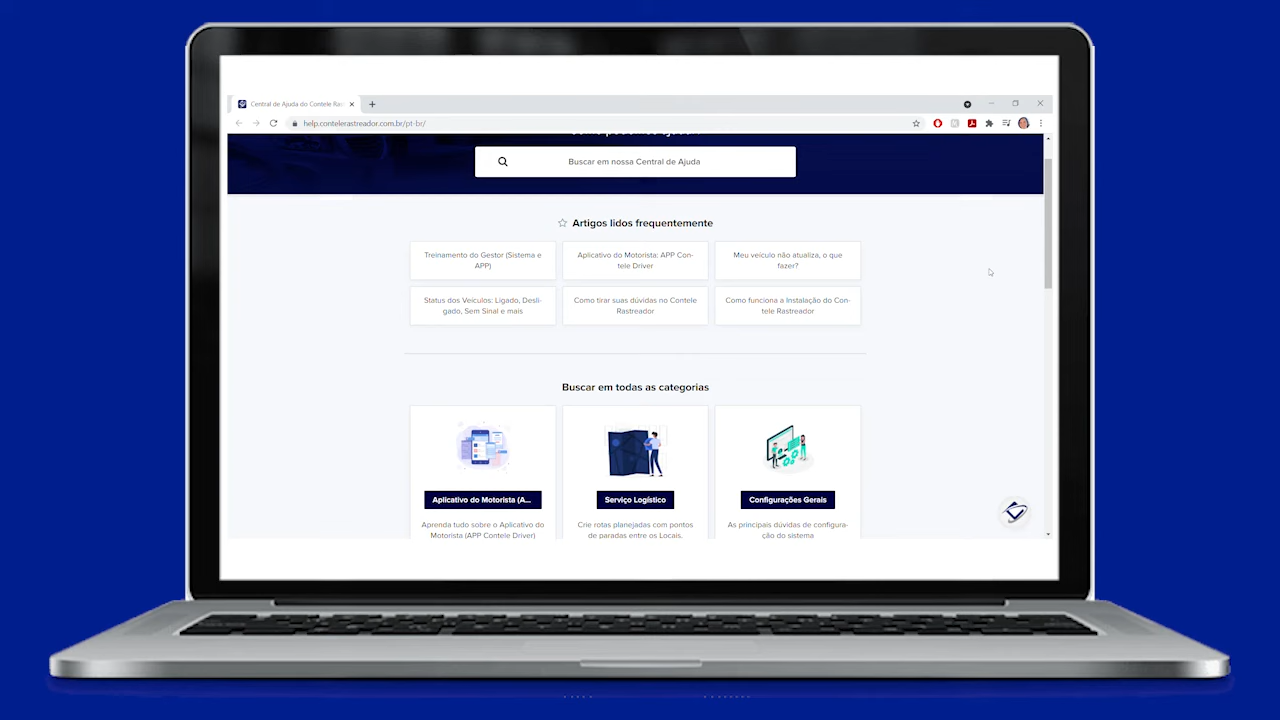 Central de Ajuda do Contele Ras
help.contelerastreador.com.br/pt-br/
Buscar em nossa Central de Ajuda
Artigos lidos frequentemente
Treinamento do Gestor (Sistema e
APP)
Aplicativo do Motorista: APP Con-
tele Driver
Meu veículo não atualiza, o que
fazer?
Status dos Veículos: Ligado, Desli-
gado, Sem Sinal e mais
Como tirar suas dúvidas no Contele
Rastreador
Como funciona a Instalação do Con-
tele Rastreador
Buscar em todas as categorias
Aplicativo do Motorista (A...
Aprenda tudo sobre o Aplicativo do
Motorista (APP Contele Driver)
Serviço Logístico
Crie rotas planejadas com pontos
de paradas entre os Locais.
Configurações Gerais
As principais dúvidas de configura-
ção do sistema